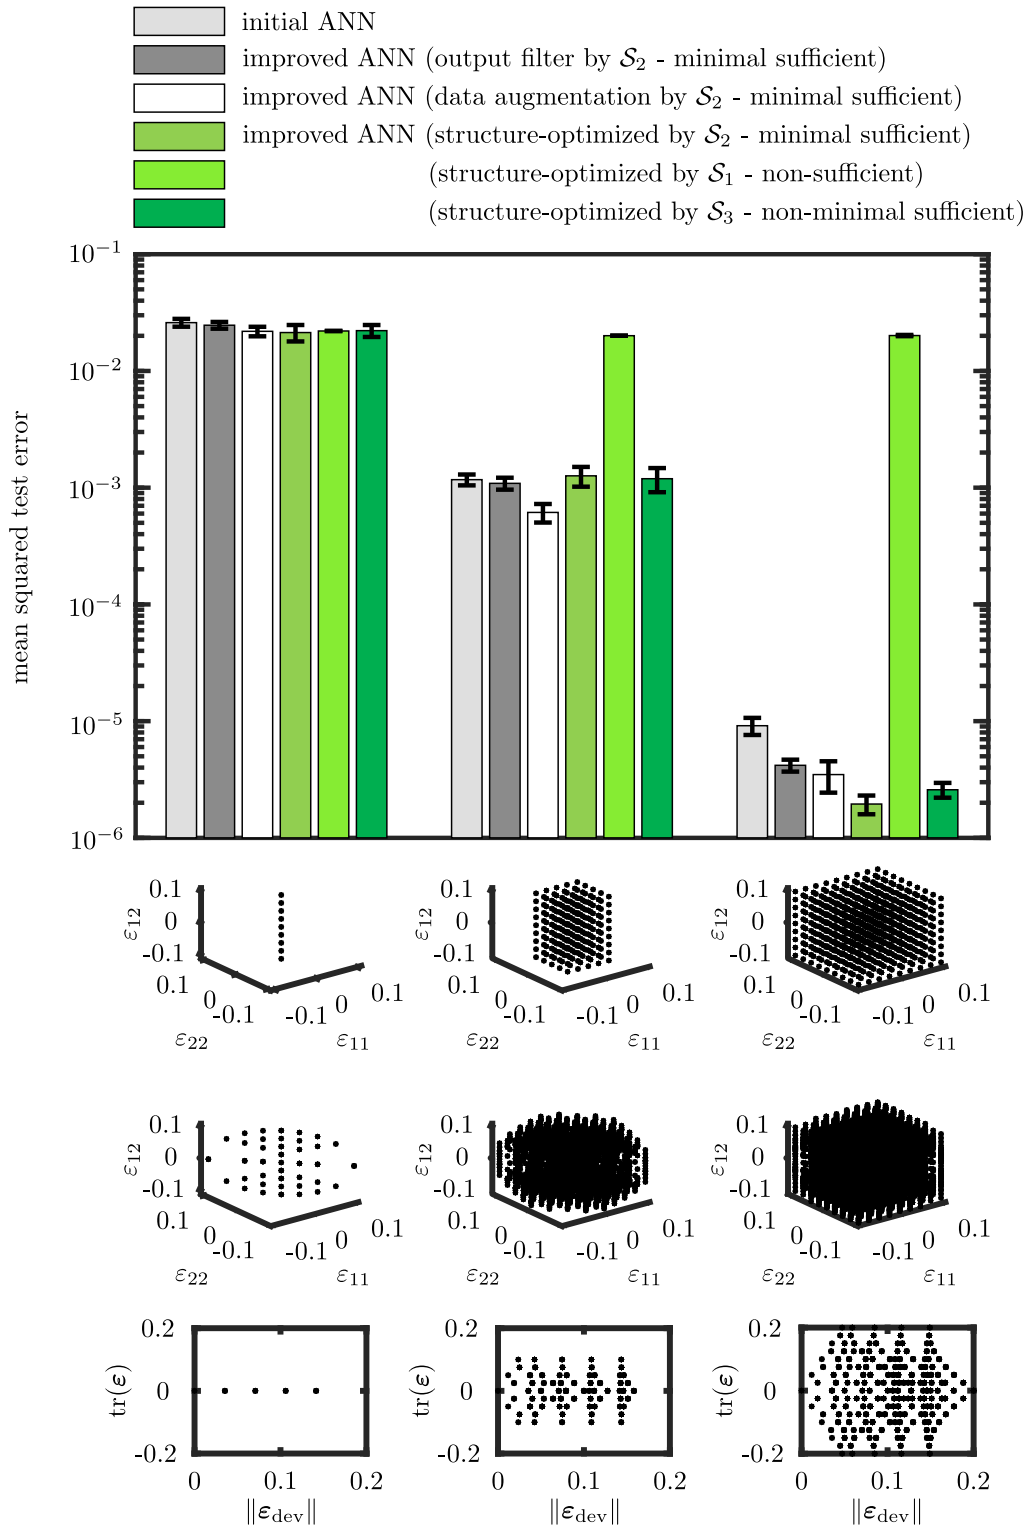 initial ANN
improved ANN (output filter by 𝒮₂ - minimal sufficient)
improved ANN (data augmentation by 𝒮₂ - minimal sufficient)
improved ANN (structure-optimized by 𝒮₂ - minimal sufficient)
(structure-optimized by 𝒮₁ - non-sufficient)
(structure-optimized by 𝒮₃ - non-minimal sufficient)
mean squared test error
10⁻¹
10⁻²
10⁻³
10⁻⁴
10⁻⁵
10⁻⁶
ε₁₂ 0.1 0 -0.1 0.1 0 -0.1 ε₂₂ -0.1 0 0.1 ε₁₁
ε₁₂ 0.1 0 -0.1 0.1 0 -0.1 ε₂₂ -0.1 0 0.1 ε₁₁
ε₁₂ 0.1 0 -0.1 0.1 0 -0.1 ε₂₂ -0.1 0 0.1 ε₁₁
ε₁₂ 0.1 0 -0.1 0.1 0 -0.1 ε₂₂ -0.1 0 0.1 ε₁₁
ε₁₂ 0.1 0 -0.1 0.1 0 -0.1 ε₂₂ -0.1 0 0.1 ε₁₁
ε₁₂ 0.1 0 -0.1 0.1 0 -0.1 ε₂₂ -0.1 0 0.1 ε₁₁
tr(ε) 0.2 0 -0.2 0 0.1 0.2 ‖ε_dev‖
tr(ε) 0.2 0 -0.2 0 0.1 0.2 ‖ε_dev‖
tr(ε) 0.2 0 -0.2 0 0.1 0.2 ‖ε_dev‖